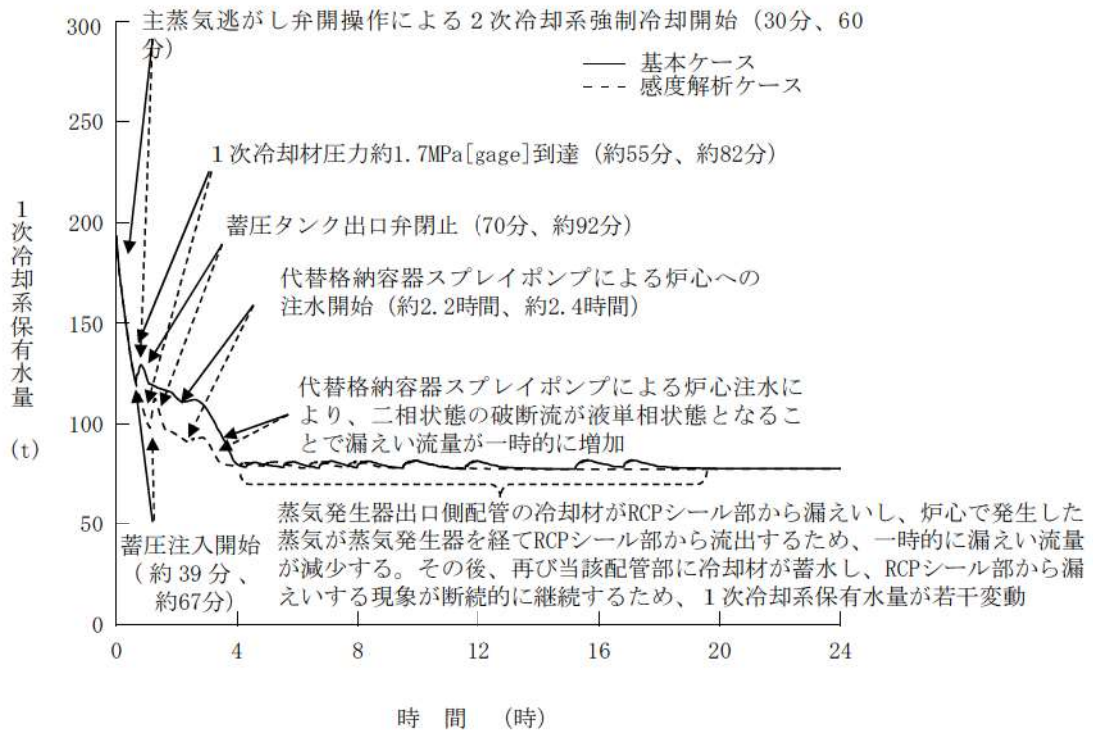 主蒸気逃がし弁開操作による２次冷却系強制冷却開始（30分、60
分）
基本ケース
感度解析ケース
１次冷却材圧力約1.7MPa[gage]到達（約55分、約82分）
蓄圧タンク出口弁閉止（70分、約92分）
代替格納容器スプレイポンプによる炉心への
注水開始（約2.2時間、約2.4時間）
代替格納容器スプレイポンプによる炉心注水に
より、二相状態の破断流が液単相状態となるこ
とで漏えい流量が一時的に増加
蒸気発生器出口側配管の冷却材がRCPシール部から漏えいし、炉心で発生した
蒸気が蒸気発生器を経てRCPシール部から流出するため、一時的に漏えい流量
が減少する。その後、再び当該配管部に冷却材が蓄水し、RCPシール部から漏
えいする現象が断続的に継続するため、１次冷却系保有水量が若干変動
蓄圧注入開始
（約39分、
約67分）
１次冷却系保有水量
(t)
300
250
200
150
100
50
0
0 4 8 12 16 20 24
時　間　（時）